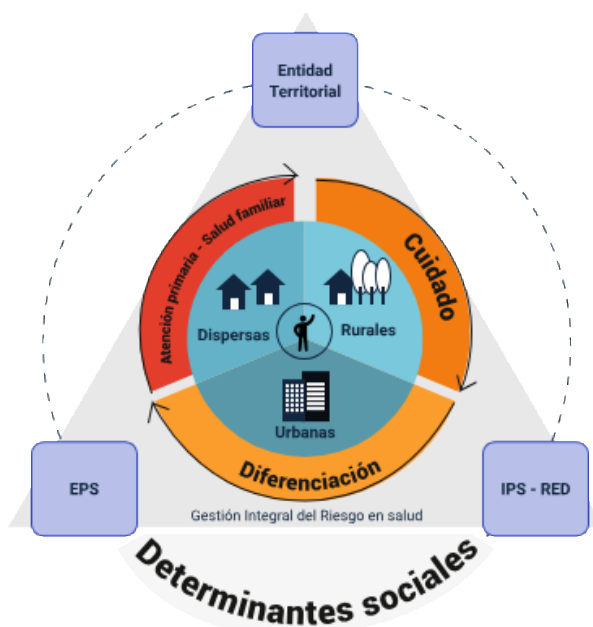 Entidad
Territorial
Atención primaria - Salud familiar
Cuidado
Dispersas
Rurales
Urbanas
Diferenciación
EPS
IPS - RED
Gestión Integral del Riesgo en salud
Determinantes sociales